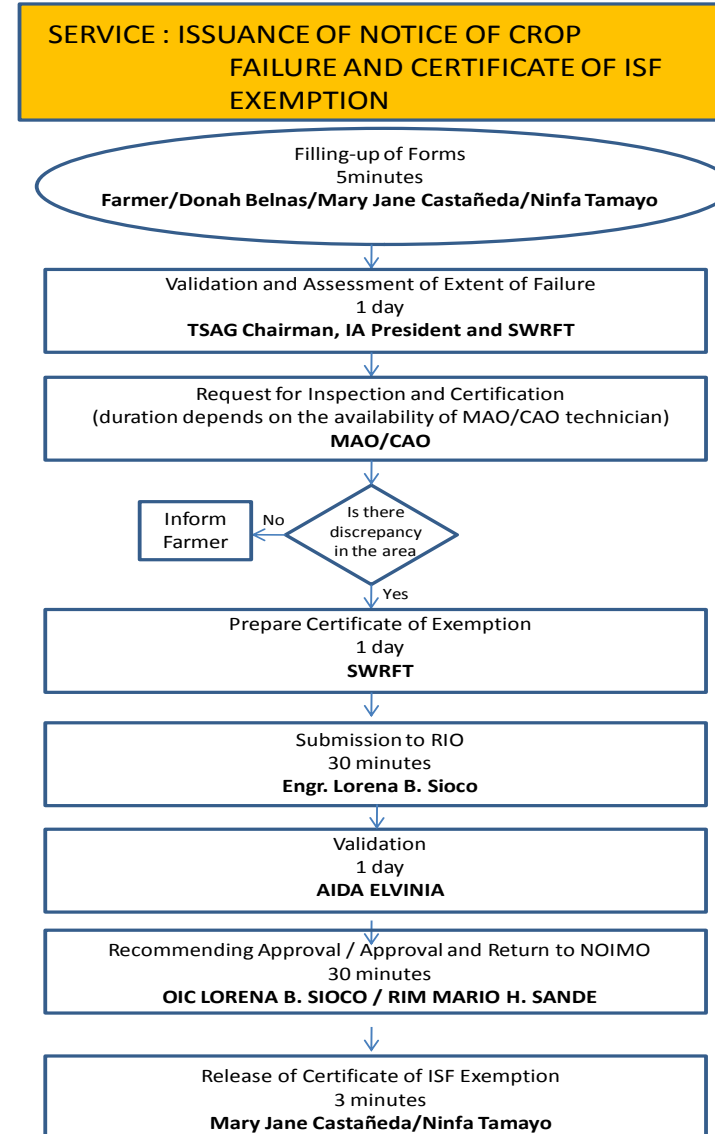 SERVICE : ISSUANCE OF NOTICE OF CROP
FAILURE AND CERTIFICATE OF ISF
EXEMPTION
Filling-up of Forms
5minutes
Farmer/Donah Belnas/Mary Jane Castañeda/Ninfa Tamayo
Validation and Assessment of Extent of Failure
1 day
TSAG Chairman, IA President and SWRFT
Request for Inspection and Certification
(duration depends on the availability of MAO/CAO technician)
MAO/CAO
Is there
discrepancy
in the area
No
Inform
Farmer
Yes
Prepare Certificate of Exemption
1 day
SWRFT
Submission to RIO
30 minutes
Engr. Lorena B. Sioco
Validation
1 day
AIDA ELVINIA
Recommending Approval / Approval and Return to NOIMO
30 minutes
OIC LORENA B. SIOCO / RIM MARIO H. SANDE
Release of Certificate of ISF Exemption
3 minutes
Mary Jane Castañeda/Ninfa Tamayo